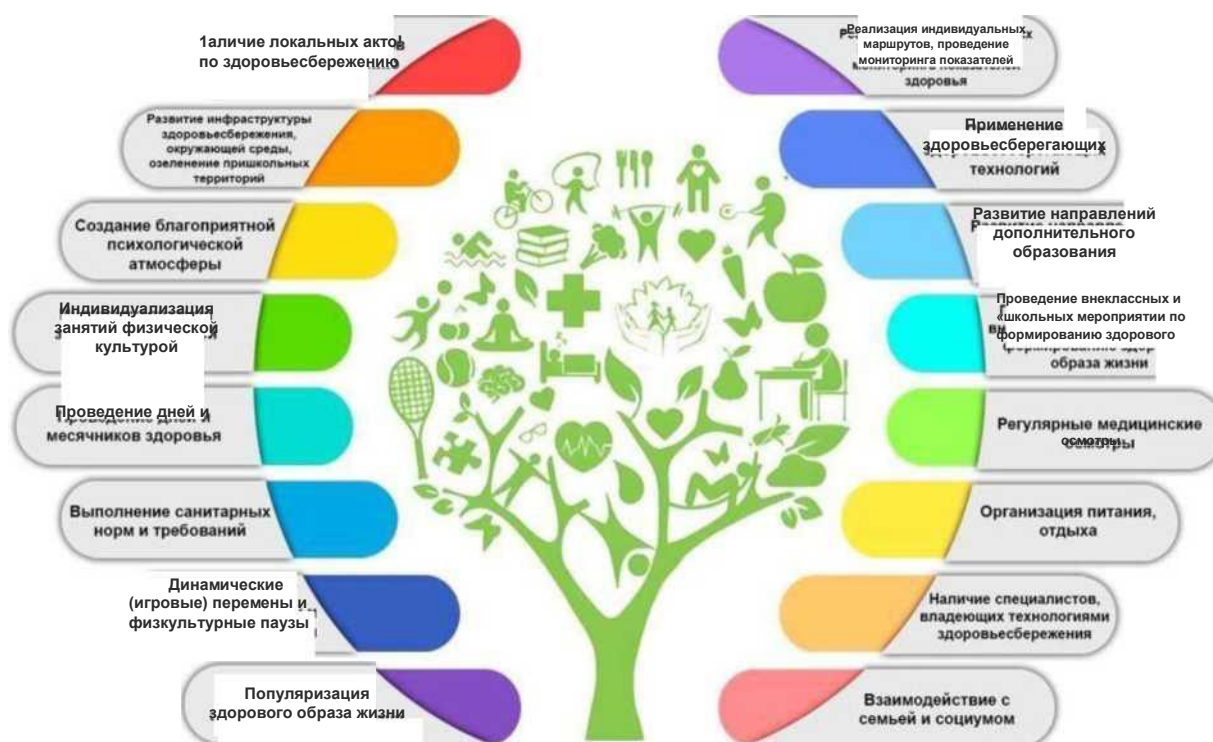 1аличие локальных акто!
по здоровьесбережению
Развитие инфраструктуры
здоровьесбережения,
окружающей среды,
озеленение пришкольных
территорий
Создание благоприятной
психологической
атмосферы
Индивидуализация
занятий физической
культурой
Проведение дней и
месячников здоровья
Выполнение санитарных
норм и требований
Динамические
(игровые) перемены и
физкультурные паузы
Популяризация
здорового образа жизни
Реализация индивидуальных
маршрутов, проведение
мониторинга показателей
здоровья
Применение
здоровьесберегающих
технологий
Развитие направлений
дополнительного
образования
Проведение внеклассных и
«школьных мероприятии по
формированию здорового
образа жизни
Регулярные медицинские
осмотры
Организация питания,
отдыха
Наличие специалистов,
владеющих технологиями
здоровьесбережения
Взаимодействие с
семьей и социумом